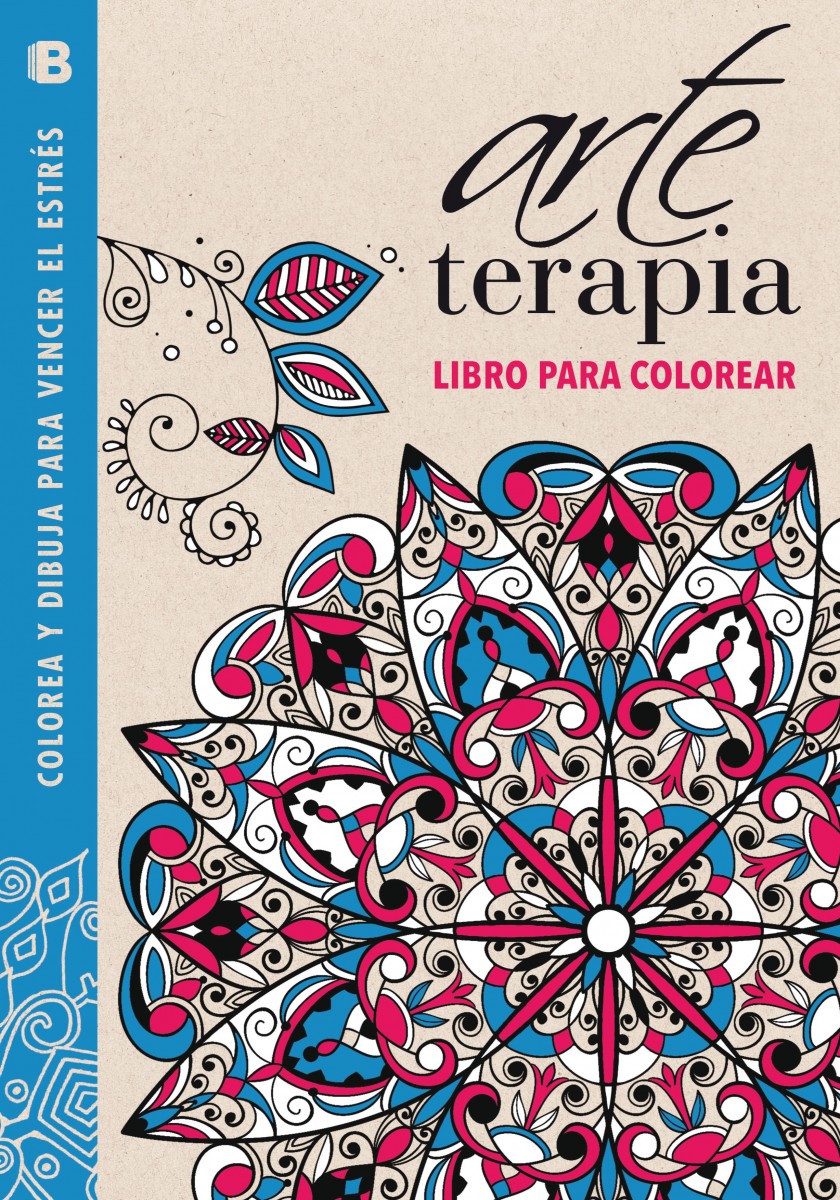 B
COLOREA Y DIBUJA PARA VENCER EL ESTRÉS
arte
terapia
LIBRO PARA COLOREAR